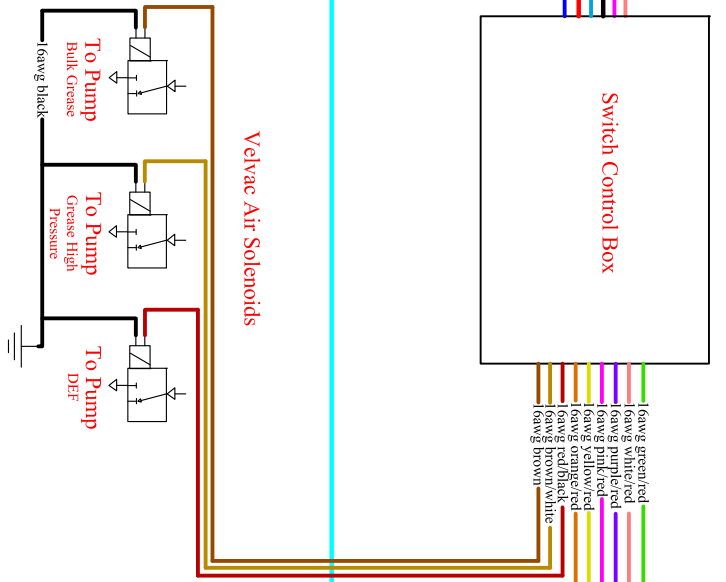 To Pump
Bulk Grease
16awg black
To Pump
Grease High
Pressure
To Pump
DEF
Velvac Air Solenoids
Switch Control Box
16awg green/red
16awg white/red
16awg purple/red
16awg pink/red
16awg yellow/red
16awg orange/red
16awg red/black
16awg brown/white
16awg brown